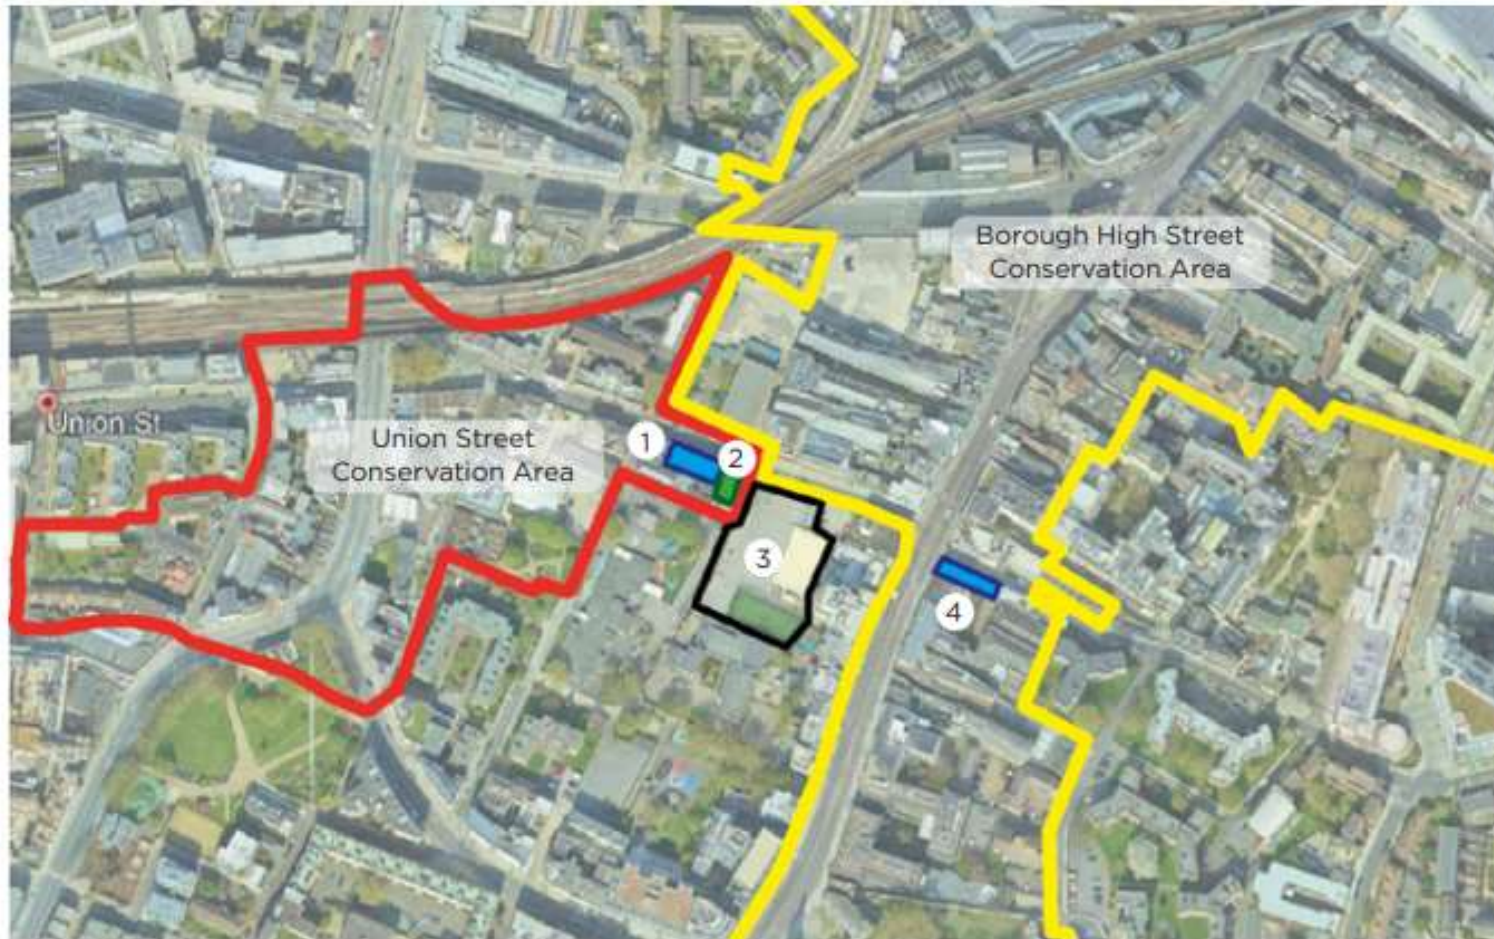 Borough High Street
Conservation Area
Union St
Union Street
Conservation Area
1
2
3
4